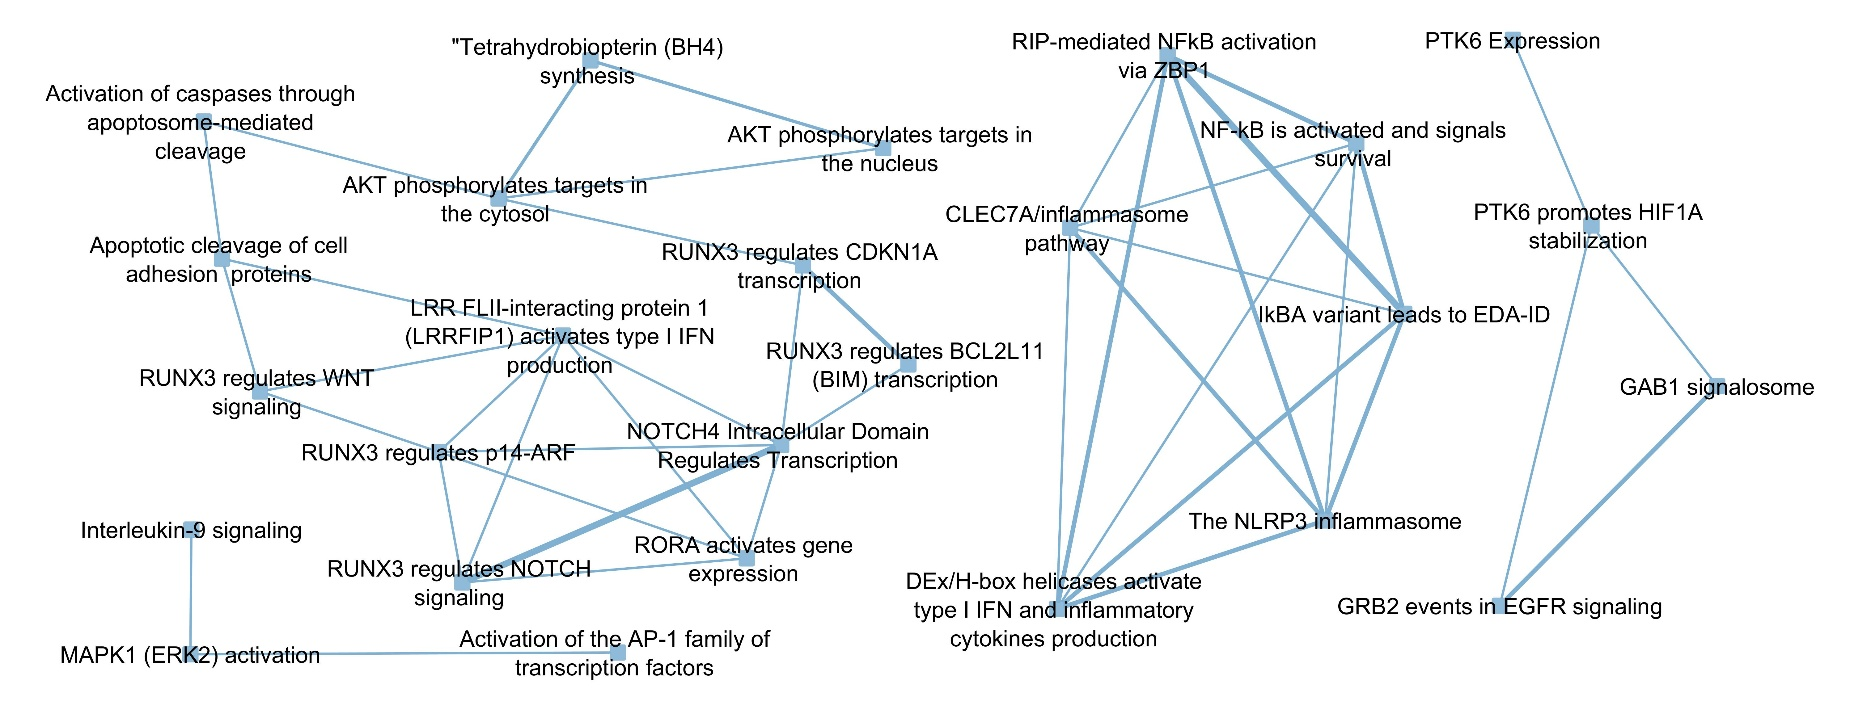 "Tetrahydrobiopterin (BH4)
synthesis
Activation of caspases through
apoptosome-mediated
cleavage
AKT phosphorylates targets in
the nucleus
AKT phosphorylates targets in
the cytosol
Apoptotic cleavage of cell
adhesion proteins
RUNX3 regulates CDKN1A
transcription
LRR FLII-interacting protein 1
(LRRFIP1) activates type I IFN
production
RUNX3 regulates BCL2L11
(BIM) transcription
RUNX3 regulates WNT
signaling
RUNX3 regulates p14-ARF
NOTCH4 Intracellular Domain
Regulates Transcription
Interleukin-9 signaling
RUNX3 regulates NOTCH
signaling
RORA activates gene
expression
MAPK1 (ERK2) activation
Activation of the AP-1 family of
transcription factors
RIP-mediated NFkB activation
via ZBP1
NF-kB is activated and signals
survival
CLEC7A/inflammasome
pathway
IkBA variant leads to EDA-ID
The NLRP3 inflammasome
DEx/H-box helicases activate
type I IFN and inflammatory
cytokines production
PTK6 Expression
PTK6 promotes HIF1A
stabilization
GAB1 signalosome
GRB2 events in EGFR signaling